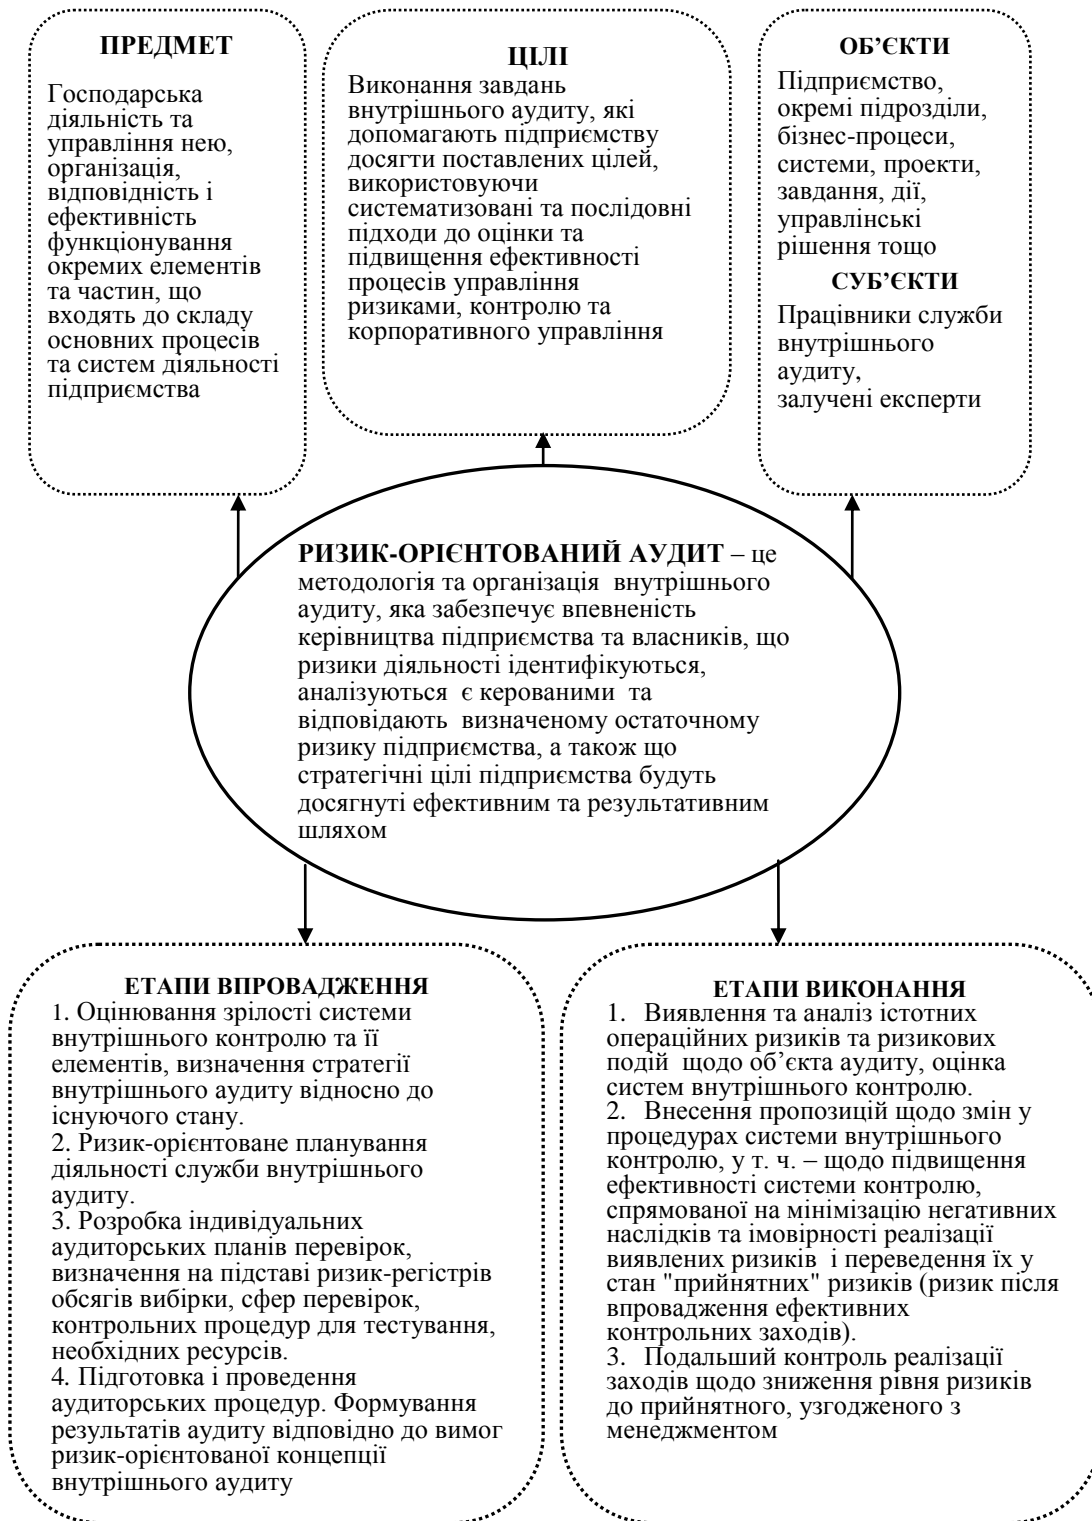 ПРЕДМЕТ
Господарська
діяльність та
управління нею,
організація,
відповідність і
ефективність
функціонування
окремих елементів
та частин, що
входять до складу
основних процесів
та систем діяльності
підприємства
ЦІЛІ
Виконання завдань
внутрішнього аудиту, які
допомагають підприємству
досягти поставлених цілей,
використовуючи
систематизовані та послідовні
підходи до оцінки та
підвищення ефективності
процесів управління
ризиками, контролю та
корпоративного управління
ОБ’ЄКТИ
Підприємство,
окремі підрозділи,
бізнес-процеси,
системи, проекти,
завдання, дії,
управлінські
рішення тощо
СУБ’ЄКТИ
Працівники служби
внутрішнього
аудиту,
залучені експерти
РИЗИК-ОРІЄНТОВАНИЙ АУДИТ – це
методологія та організація внутрішнього
аудиту, яка забезпечує впевненість
керівництва підприємства та власників, що
ризики діяльності ідентифікуються,
аналізуються є керованими та
відповідають визначеному остаточному
ризику підприємства, а також що
стратегічні цілі підприємства будуть
досягнуті ефективним та результативним
шляхом
ЕТАПИ ВПРОВАДЖЕННЯ
1. Оцінювання зрілості системи
внутрішнього контролю та її
елементів, визначення стратегії
внутрішнього аудиту відносно до
існуючого стану.
2. Ризик-орієнтоване планування
діяльності служби внутрішнього
аудиту.
3. Розробка індивідуальних
аудиторських планів перевірок,
визначення на підставі ризик-регістрів
обсягів вибірки, сфер перевірок,
контрольних процедур для тестування,
необхідних ресурсів.
4. Підготовка і проведення
аудиторських процедур. Формування
результатів аудиту відповідно до вимог
ризик-орієнтованої концепції
внутрішнього аудиту
ЕТАПИ ВИКОНАННЯ
1. Виявлення та аналіз істотних
операційних ризиків та ризикових
подій щодо об’єкта аудиту, оцінка
систем внутрішнього контролю.
2. Внесення пропозицій щодо змін у
процедурах системи внутрішнього
контролю, у т. ч. – щодо підвищення
ефективності системи контролю,
спрямованої на мінімізацію негативних
наслідків та імовірності реалізації
виявлених ризиків і переведення їх у
стан "прийнятних" ризиків (ризик після
впровадження ефективних
контрольних заходів).
3. Подальший контроль реалізації
заходів щодо зниження рівня ризиків
до прийнятного, узгодженого з
менеджментом